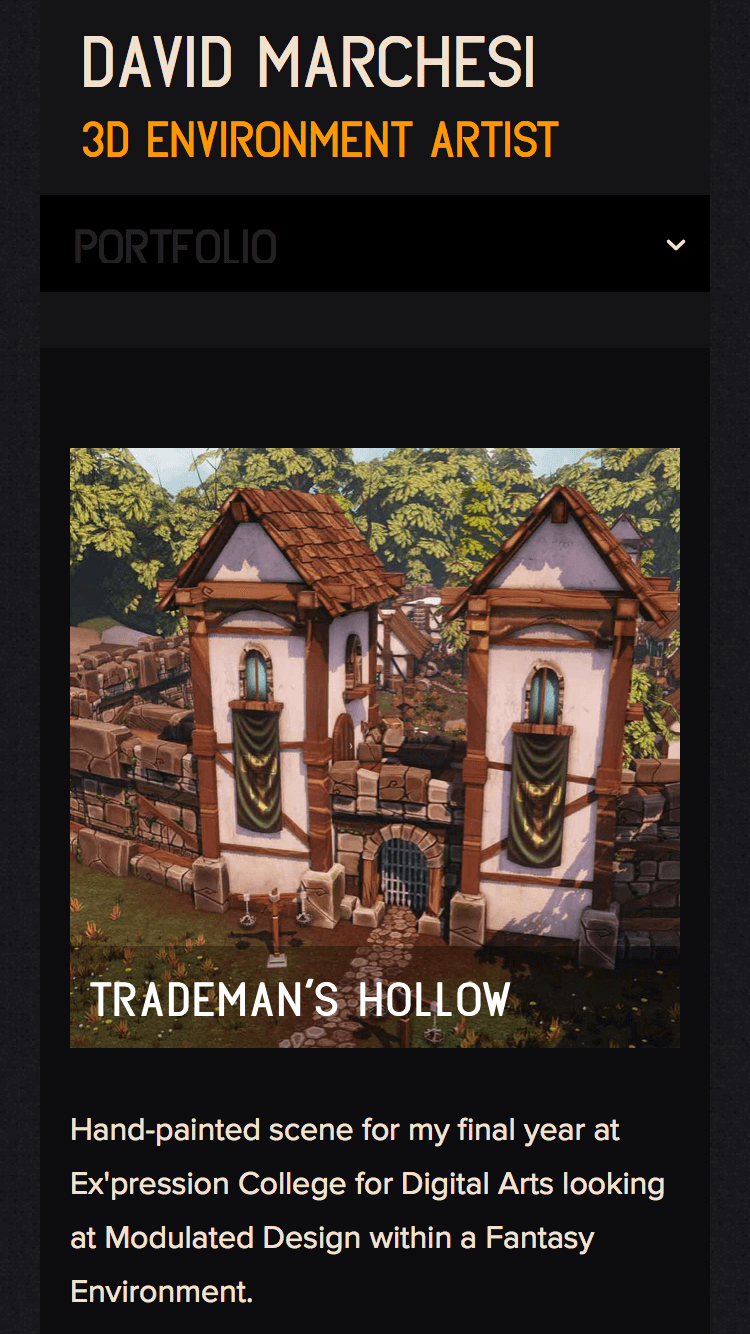 DAVID MARCHESI
3D ENVIRONMENT ARTIST
PORTFOLIO
TRADEMAN'S HOLLOW
Hand-painted scene for my final year at
Ex'pression College for Digital Arts looking
at Modulated Design within a Fantasy
Environment.